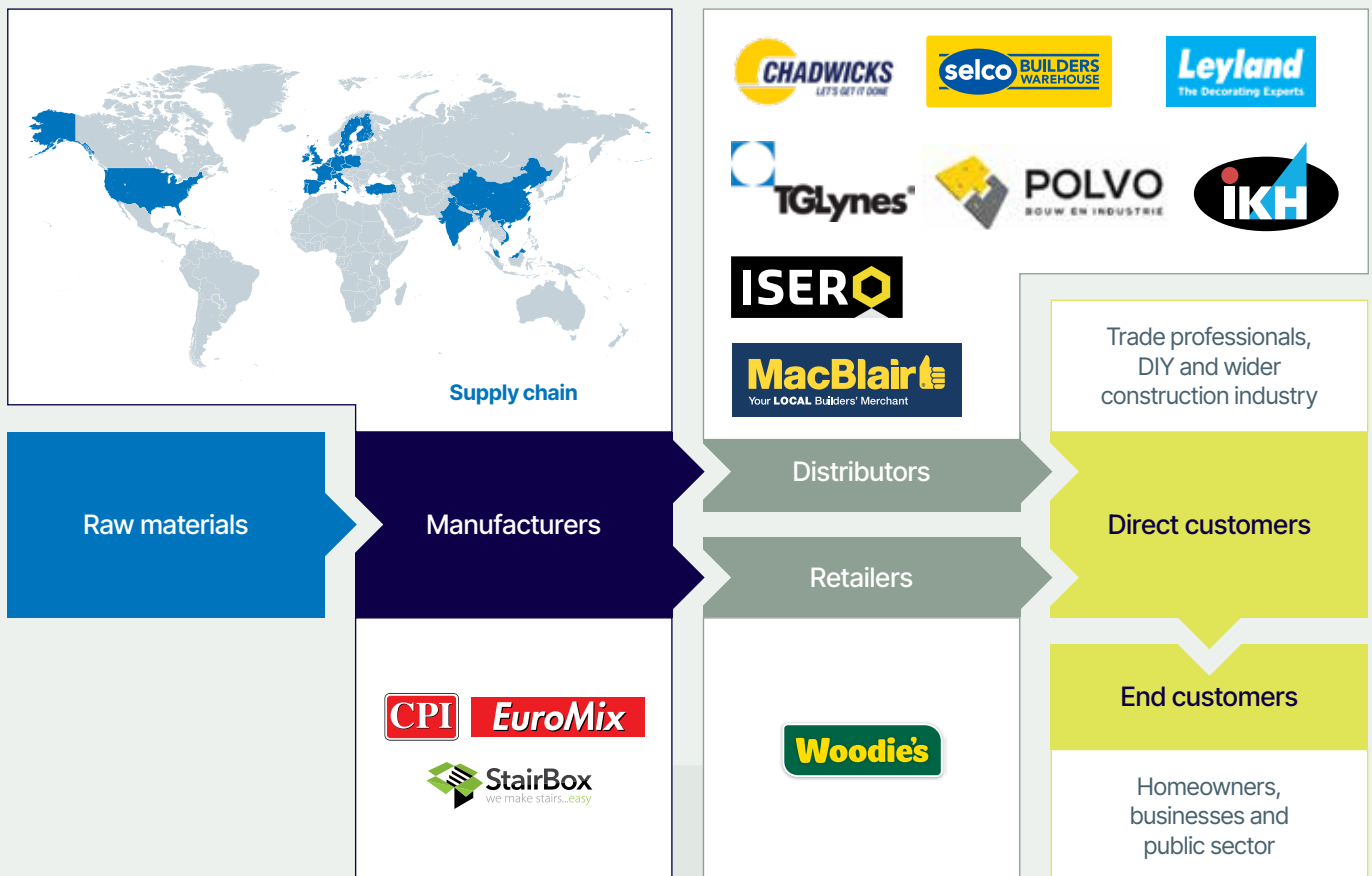 Supply chain
CHADWICKS
LET'S GET IT DONE
selco BUILDERS
WAREHOUSE
Leyland
The Decorating Experts
TGLynes®
POLVO
BOUW EN INDUSTRIE
iKH
ISERO
MacBlair
Your LOCAL Builders' Merchant
Trade professionals,
DIY and wider
construction industry
Raw materials
Manufacturers
Distributors
Retailers
Direct customers
End customers
CPI
EuroMix
StairBox
we make stairs...easy
Woodie's
Homeowners,
businesses and
public sector